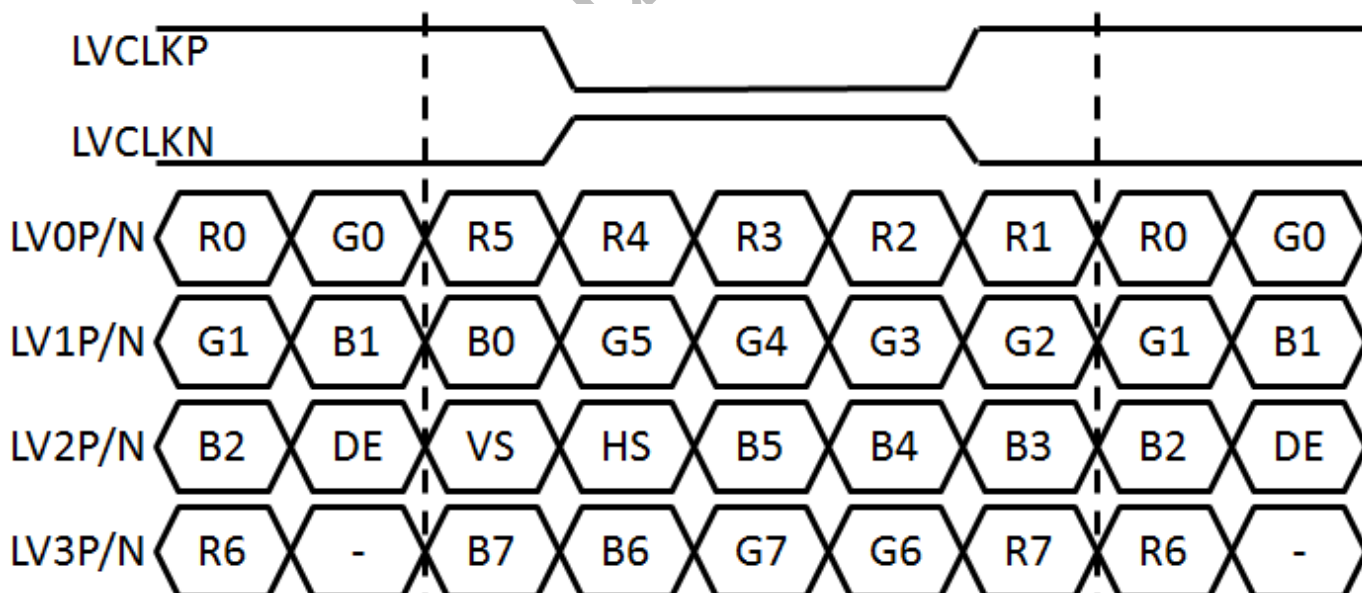 LVCLKP
LVCLKN
LV0P/N R0 G0 R5 R4 R3 R2 R1 R0 G0
LV1P/N G1 B1 B0 G5 G4 G3 G2 G1 B1
LV2P/N B2 DE VS HS B5 B4 B3 B2 DE
LV3P/N R6 - B7 B6 G7 G6 R7 R6 -